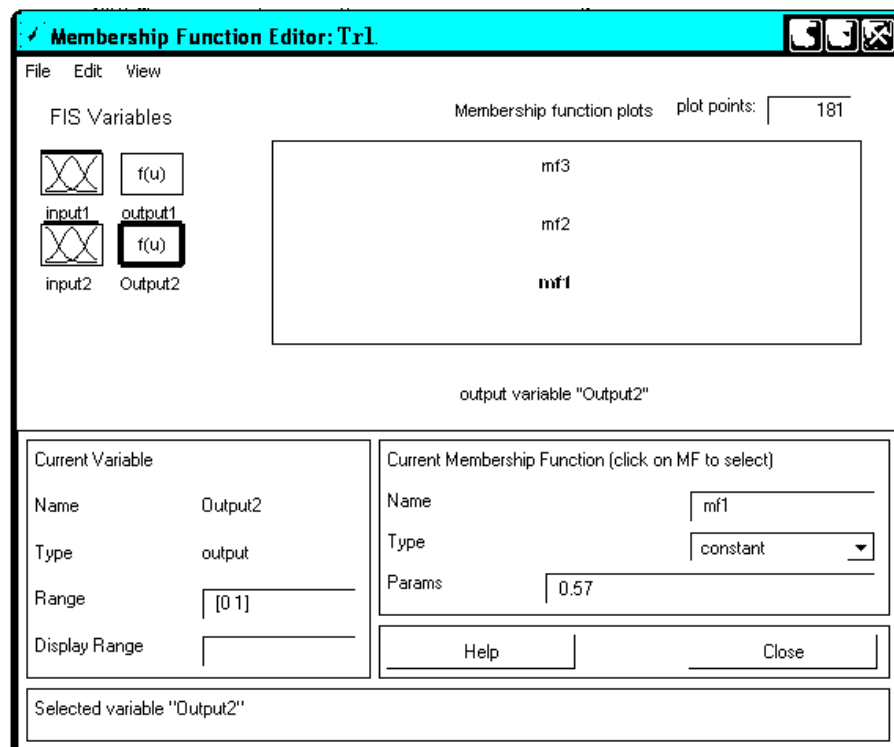 Membership Function Editor: Tr1.
File Edit View
FIS Variables
Membership function plots plot points: 181
f(u)
input1 output1
f(u)
input2 Output2
mf3
mf2
mf1
output variable "Output2"
Current Variable
Name Output2
Type output
Range [0 1]
Display Range
Current Membership Function (click on MF to select)
Name mf1
Type constant
Params 0.57
Help Close
Selected variable "Output2"